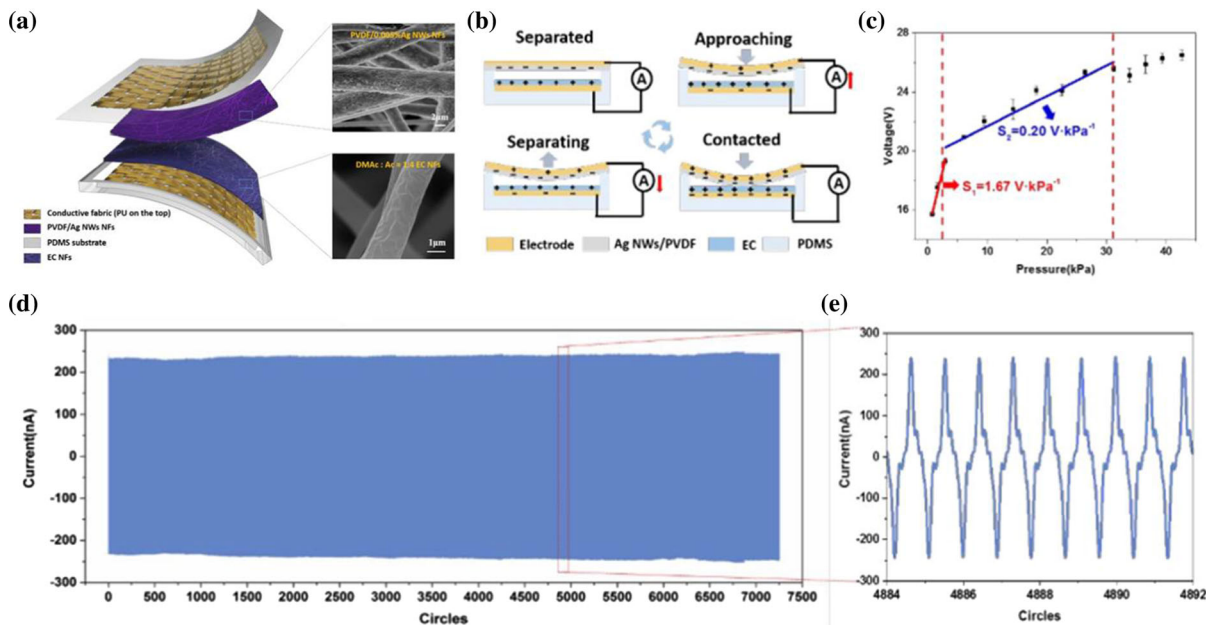 (a)
PVDF/0.060%Ag NWs NFs
2μm
DMAc : Ac = 1:4 EC NFs
1μm
Conductive fabric (PU on the top)
PVDF/Ag NWs NFs
PDMS substrate
EC NFs
(b)
Separated
Approaching
A
A
Separating
Contacted
A
A
Electrode
Ag NWs/PVDF
EC
PDMS
(c)
28
24
20
16
Voltage(V)
S₂=0.20 V·kPa⁻¹
S₁=1.67 V·kPa⁻¹
0
10
20
30
40
Pressure(kPa)
(d)
300
200
100
0
-100
-200
-300
Current(nA)
0
500
1000
1500
2000
2500
3000
3500
4000
4500
5000
5500
6000
6500
7000
7500
Circles
(e)
300
200
100
0
-100
-200
-300
Current(nA)
4884
4886
4888
4890
4892
Circles